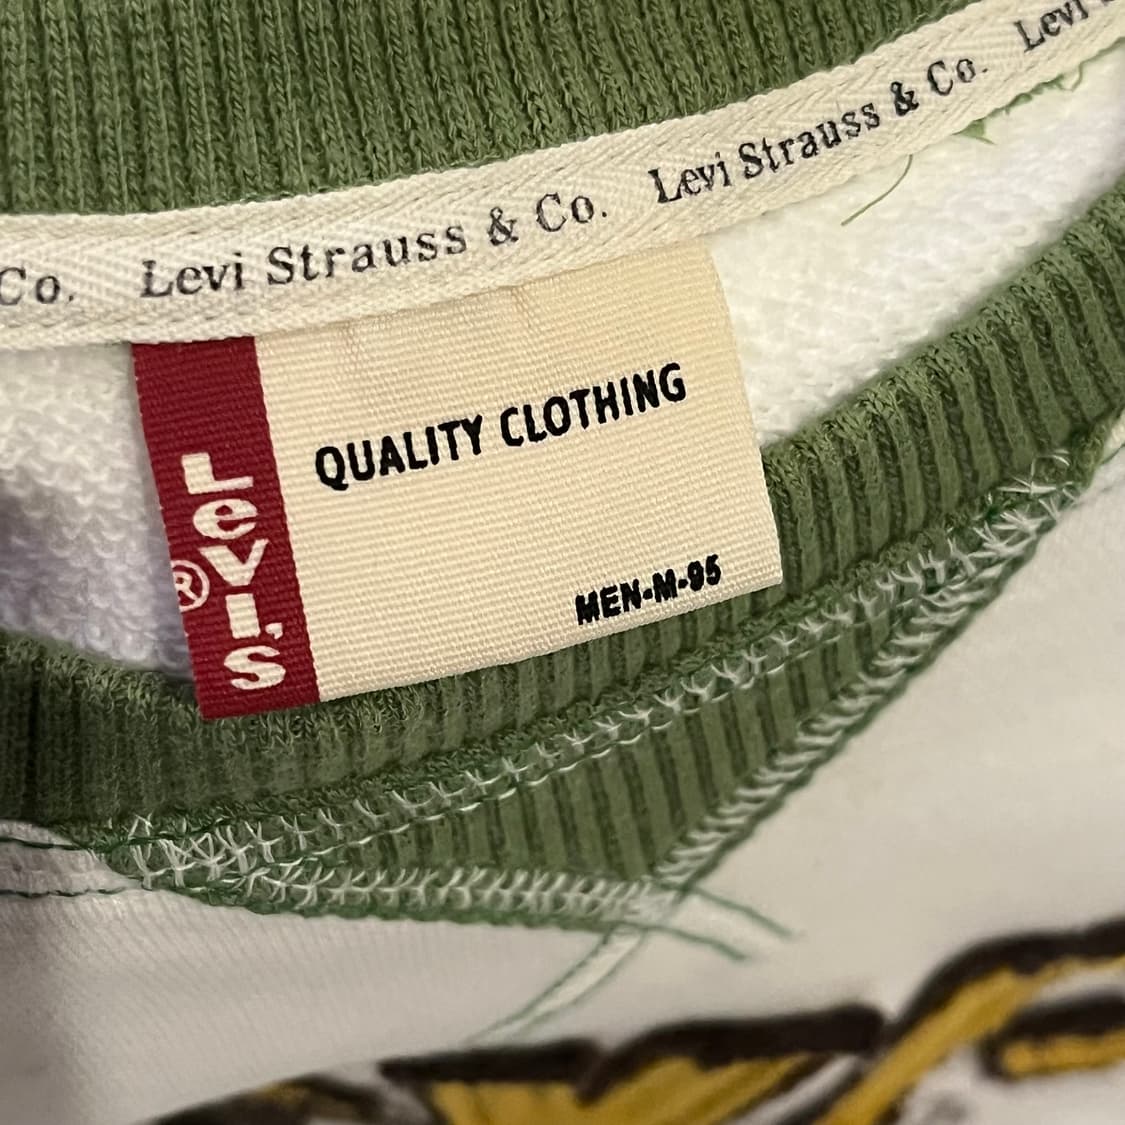 Co. Levi Strauss & Co. Levi Strauss & Co. Levi
QUALITY CLOTHING
MEN-M-95
Levi's ®